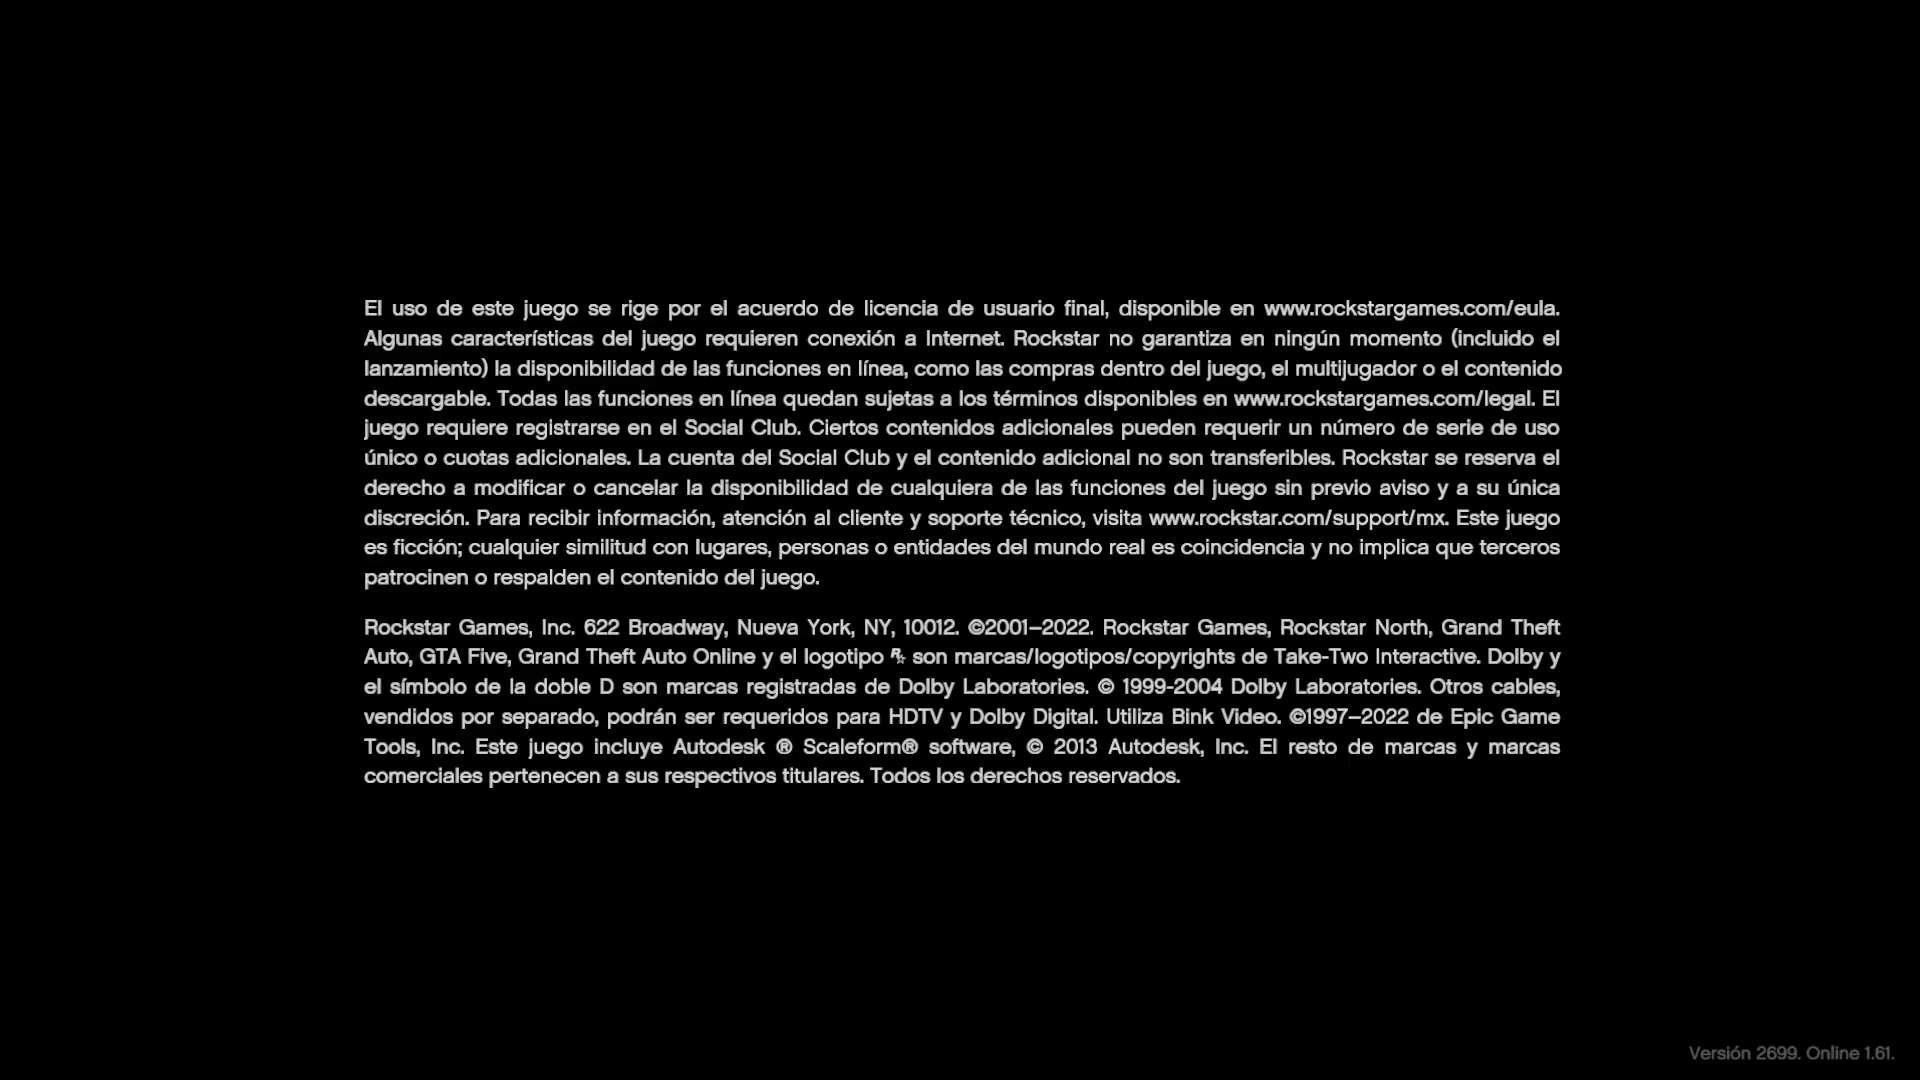 El uso de este juego se rige por el acuerdo de licencia de usuario final, disponible en www.rockstargames.com/eula.
Algunas características del juego requieren conexión a Internet. Rockstar no garantiza en ningún momento (incluido el
lanzamiento) la disponibilidad de las funciones en línea, como las compras dentro del juego, el multijugador o el contenido
descargable. Todas las funciones en línea quedan sujetas a los términos disponibles en www.rockstargames.com/legal. El
juego requiere registrarse en el Social Club. Ciertos contenidos adicionales pueden requerir un número de serie de uso
único o cuotas adicionales. La cuenta del Social Club y el contenido adicional no son transferibles. Rockstar se reserva el
derecho a modificar o cancelar la disponibilidad de cualquiera de las funciones del juego sin previo aviso y a su única
discreción. Para recibir información, atención al cliente y soporte técnico, visita www.rockstar.com/support/mx. Este juego
es ficción; cualquier similitud con lugares, personas o entidades del mundo real es coincidencia y no implica que terceros
patrocinen o respalden el contenido del juego.
Rockstar Games, Inc. 622 Broadway, Nueva York, NY, 10012. ©2001–2022. Rockstar Games, Rockstar North, Grand Theft
Auto, GTA Five, Grand Theft Auto Online y el logotipo R* son marcas/logotipos/copyrights de Take-Two Interactive. Dolby y
el símbolo de la doble D son marcas registradas de Dolby Laboratories. © 1999-2004 Dolby Laboratories. Otros cables,
vendidos por separado, podrán ser requeridos para HDTV y Dolby Digital. Utiliza Bink Video. ©1997–2022 de Epic Game
Tools, Inc. Este juego incluye Autodesk ® Scaleform® software, © 2013 Autodesk, Inc. El resto de marcas y marcas
comerciales pertenecen a sus respectivos titulares. Todos los derechos reservados.
Versión 2699. Online 1.61.